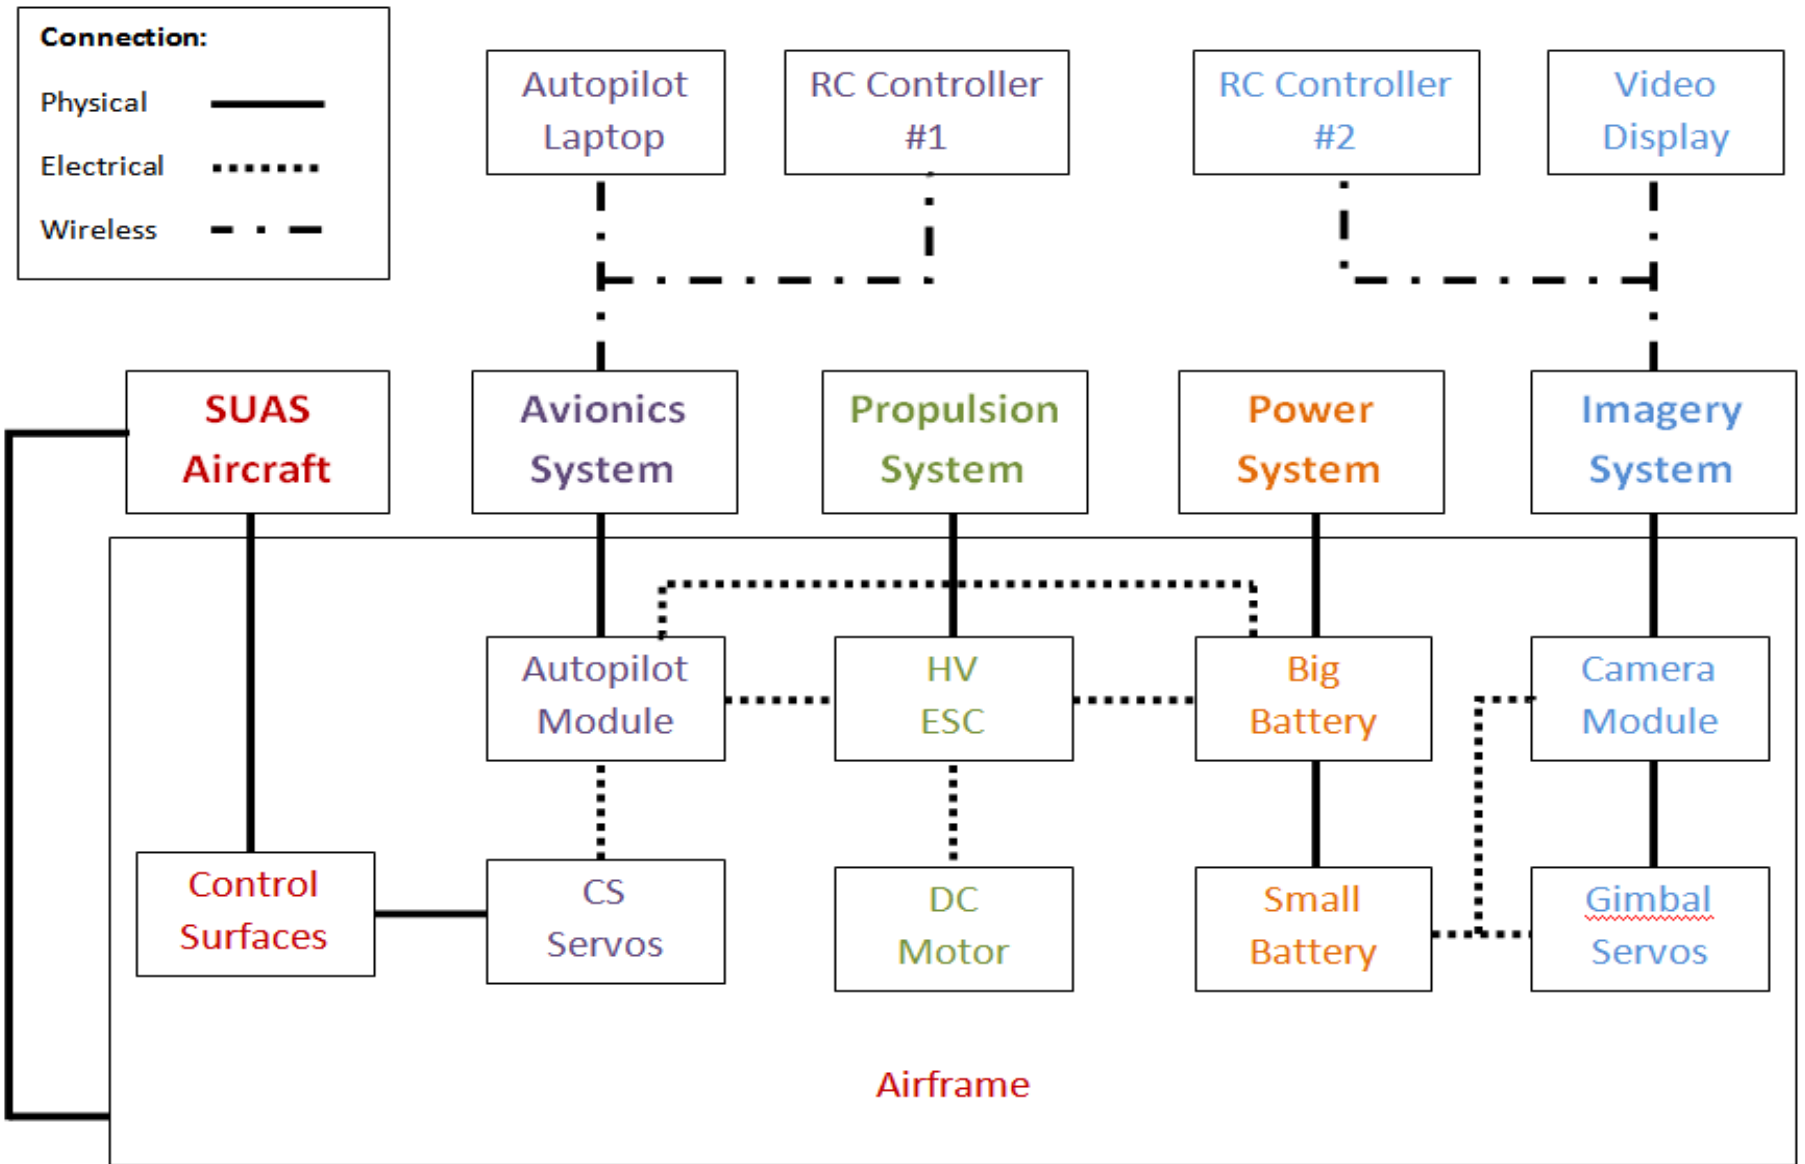 Connection:
Physical
Electrical
Wireless
Autopilot
Laptop
RC Controller
#1
RC Controller
#2
Video
Display
SUAS
Aircraft
Avionics
System
Propulsion
System
Power
System
Imagery
System
Autopilot
Module
HV
ESC
Big
Battery
Camera
Module
Control
Surfaces
CS
Servos
DC
Motor
Small
Battery
Gimbal
Servos
Airframe